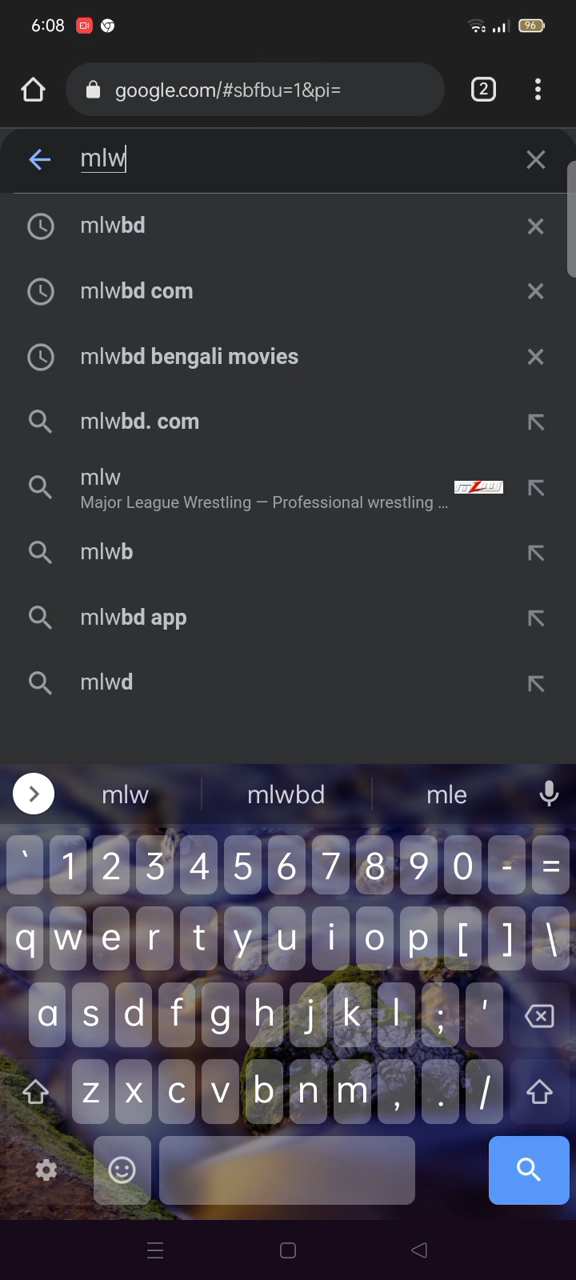 6:08
96
google.com/#sbfbu=1&pi=
2
mlw
mlwbd
mlwbd com
mlwbd bengali movies
mlwbd. com
mlw
Major League Wrestling — Professional wrestling ...
MLW
mlwb
mlwbd app
mlwd
mlw mlwbd mle
` 1 2 3 4 5 6 7 8 9 0 - =
q w e r t y u i o p [ ] \
a s d f g h j k l ; '
z x c v b n m , . /